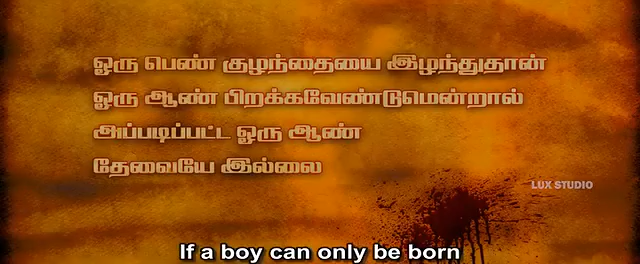 ஒரு பெண் குழந்தையை இழந்துதான்
ஒரு ஆண் பிறக்கவேண்டுமென்றால்
அப்படிப்பட்ட ஒரு ஆண்
தேவையே இல்லை
LUX STUDIO
If a boy can only be born